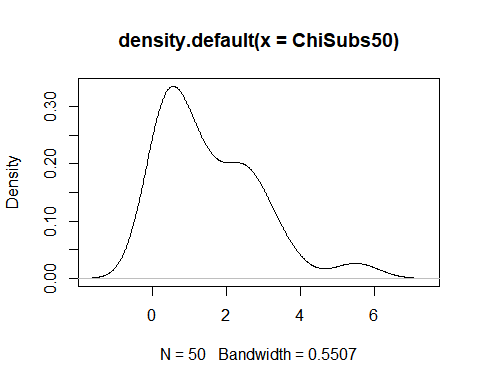 density.default(x = ChiSubs50)
Density
0.30
0.20
0.10
0.00
0 2 4 6
N = 50 Bandwidth = 0.5507